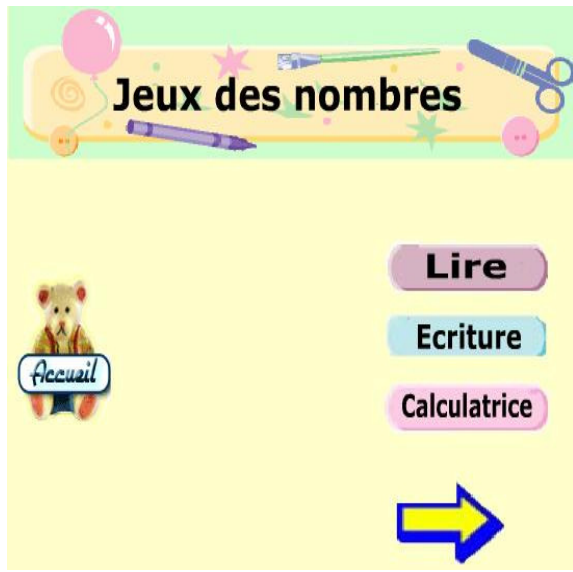 Jeux des nombres
Lire
Ecriture
Accueil
Calculatrice